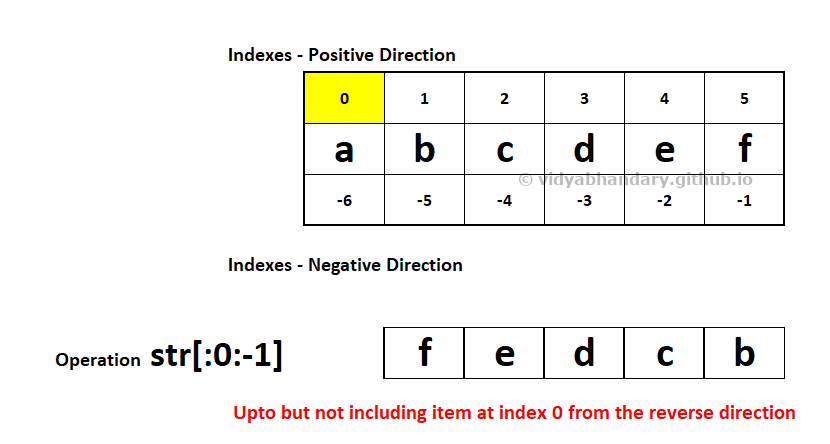 Indexes - Positive Direction
0 1 2 3 4 5
a b c d e f
© vidyabhandary.github.io
-6 -5 -4 -3 -2 -1
Indexes - Negative Direction
Operation str[:0:-1] f e d c b
Upto but not including item at index 0 from the reverse direction